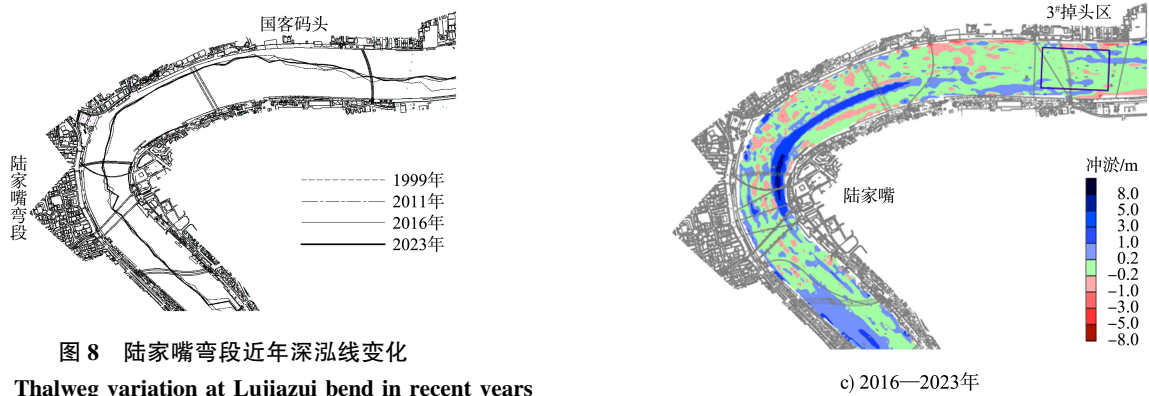 国客码头
陆家嘴弯段
1999年
2011年
2016年
2023年
图 8 陆家嘴弯段近年深泓线变化
Thalweg variation at Lujiazui bend in recent years
3#掉头区
陆家嘴
冲淤/m
8.0
5.0
3.0
1.0
0.2
-0.2
-1.0
-3.0
-5.0
-8.0
c) 2016—2023年